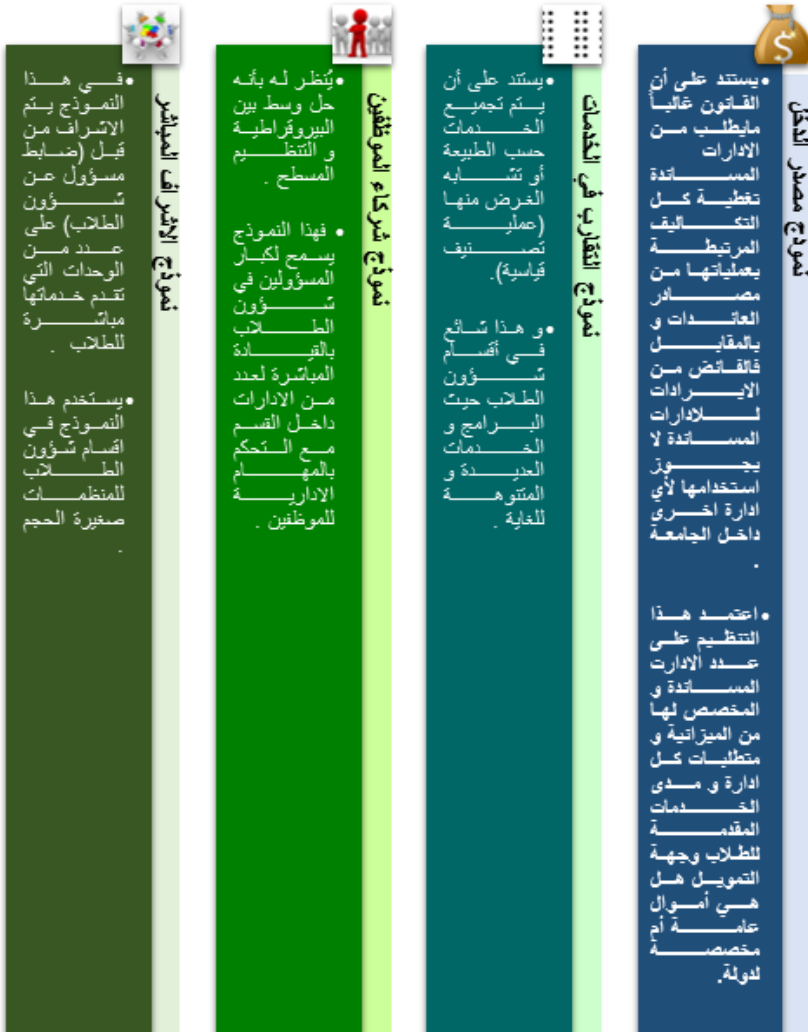 نموذج مصدر الدخل
•يستند على أن
القانون غالباً
مايطلب من
الادارات
المساندة
تغطية كل
التكاليف
المرتبطة
بعملياتها من
مصادر
العائدات و
بالمقابل
فالفائض من
الايرادات
للادارات
المساندة لا
يجوز
استخدامها لأي
ادارة اخرى
داخل الجامعة
.
•اعتمد هذا
التنظيم على
عدد الادارت
المساندة و
المخصص لها
من الميزانية و
متطلبات كل
ادارة و مدى
الخدمات
المقدمة
للطلاب وجهة
التمويل هل
هي أموال
عامة أم
مخصصة
لدولة.
نموذج التقارب في الخدمات
•يستند على أن
يتم تجميع
الخدمات
حسب الطبيعة
أو تشابه
الغرض منها
(عملية
تصنيف
قياسية).
•و هذا شائع
في أقسام
شؤون
الطلاب حيث
البرامج و
الخدمات
العديدة و
المتنوهة
للغاية .
نموذج شركاء الموظفين
•يُنظر له بأنه
حل وسط بين
البيروقراطية
و التنظيم
المسطح .
• فهذا النموذج
يسمح لكبار
المسؤولين في
شؤون
الطلاب
بالقيادة
المباشرة لعدد
من الادارات
داخل القسم
مع التحكم
بالمهام
الادارية
للموظفين .
نموذج الاشراف المباشر
•في هذا
النموذج يتم
الاشراف من
قبل (ضابط
مسؤول عن
شؤون
الطلاب) على
عدد من
الوحدات التي
تقدم خدماتها
مباشرة
للطلاب .
•يستخدم هذا
النموذج في
اقسام شؤون
الطلاب
للمنظمات
صغيرة الحجم
.